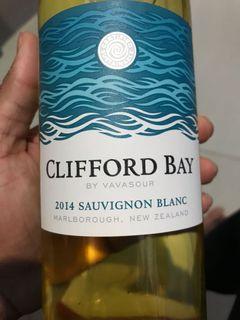 CLIFFORD BAY
BY VAVASOUR
2014 SAUVIGNON BLANC
MARLBOROUGH, NEW ZEALAND